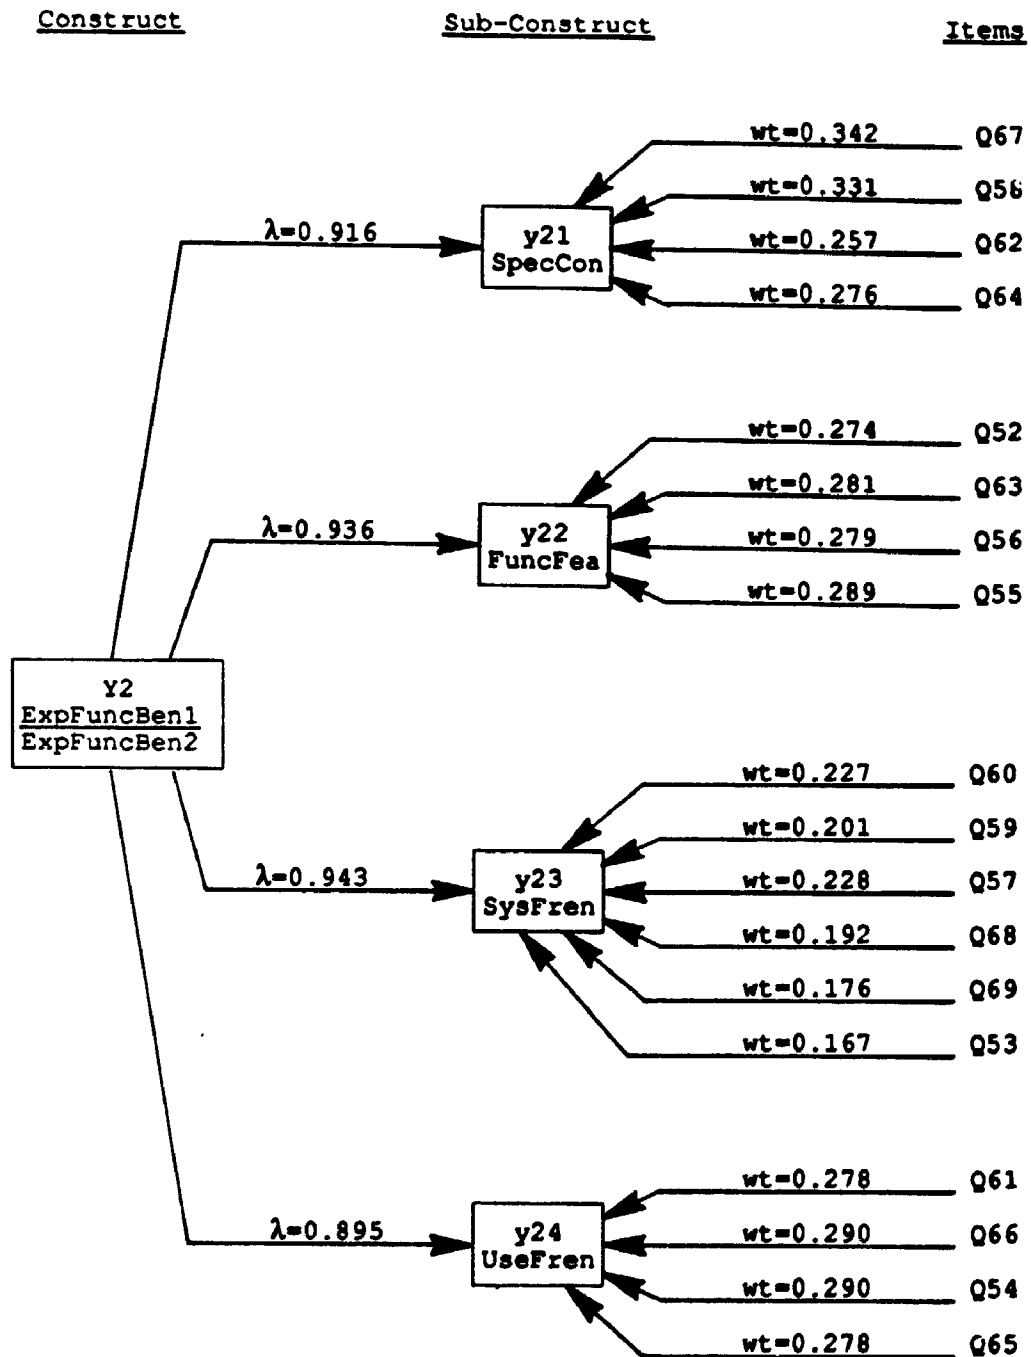 Construct Sub-Construct Items
wt=0.342 Q67
wt=0.331 Q58
λ=0.916 y21 wt=0.257 Q62
SpecCon
wt=0.276 Q64
wt=0.274 Q52
wt=0.281 Q63
λ=0.936 y22 wt=0.279 Q56
FuncFea
wt=0.289 Q55
Y2
ExpFuncBen1
ExpFuncBen2
wt=0.227 Q60
wt=0.201 Q59
λ=0.943 y23 wt=0.228 Q57
SysFren
wt=0.192 Q68
wt=0.176 Q69
wt=0.167 Q53
wt=0.278 Q61
λ=0.895 y24 wt=0.290 Q66
UseFren
wt=0.290 Q54
wt=0.278 Q65